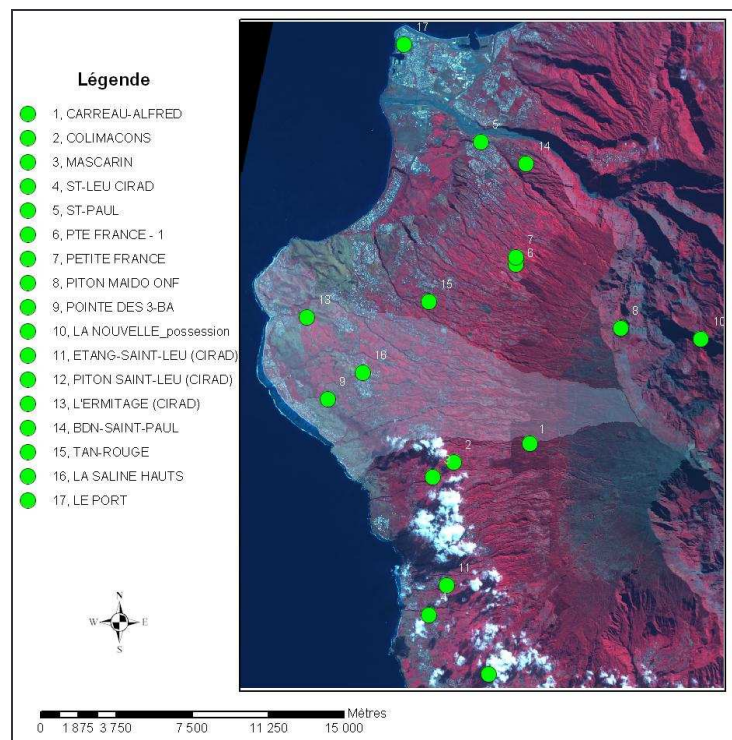 Légende
1, CARREAU-ALFRED
2, COLIMACONS
3, MASCARIN
4, ST-LEU CIRAD
5, ST-PAUL
6, PTE FRANCE - 1
7, PETITE FRANCE
8, PITON MAIDO ONF
9, POINTE DES 3-BA
10, LA NOUVELLE_possession
11, ETANG-SAINT-LEU (CIRAD)
12, PITON SAINT-LEU (CIRAD)
13, L'ERMITAGE (CIRAD)
14, BDN-SAINT-PAUL
15, TAN-ROUGE
16, LA SALINE HAUTS
17, LE PORT
17
5
14
7
6
15
13
8
10
16
9
1
2
11
N
W E
S
Mètres
0 1 875 3 750 7 500 11 250 15 000